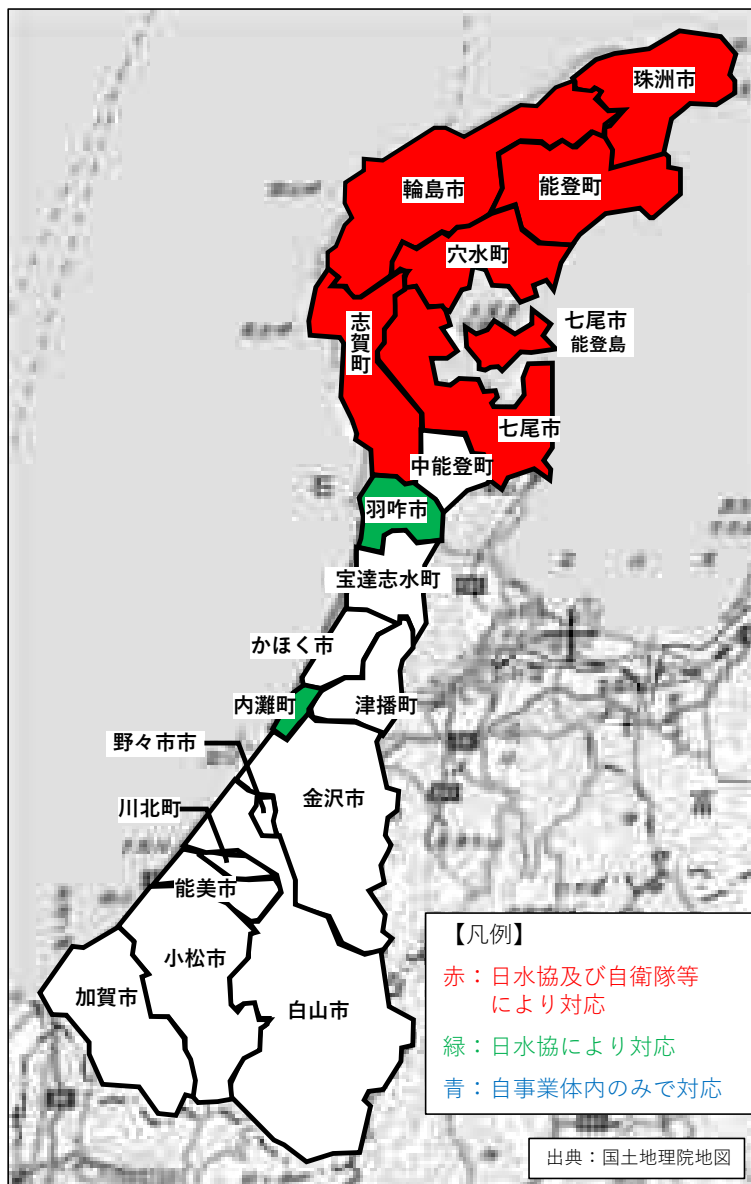 珠洲市
輪島市
能登町
穴水町
七尾市
能登島
志賀町
七尾市
中能登町
羽咋市
宝達志水町
かほく市
内灘町
津播町
野々市市
金沢市
川北町
能美市
小松市
加賀市
白山市
【凡例】
赤：日水協及び自衛隊等
により対応
緑：日水協により対応
青：自事業体内のみで対応
出典：国土地理院地図